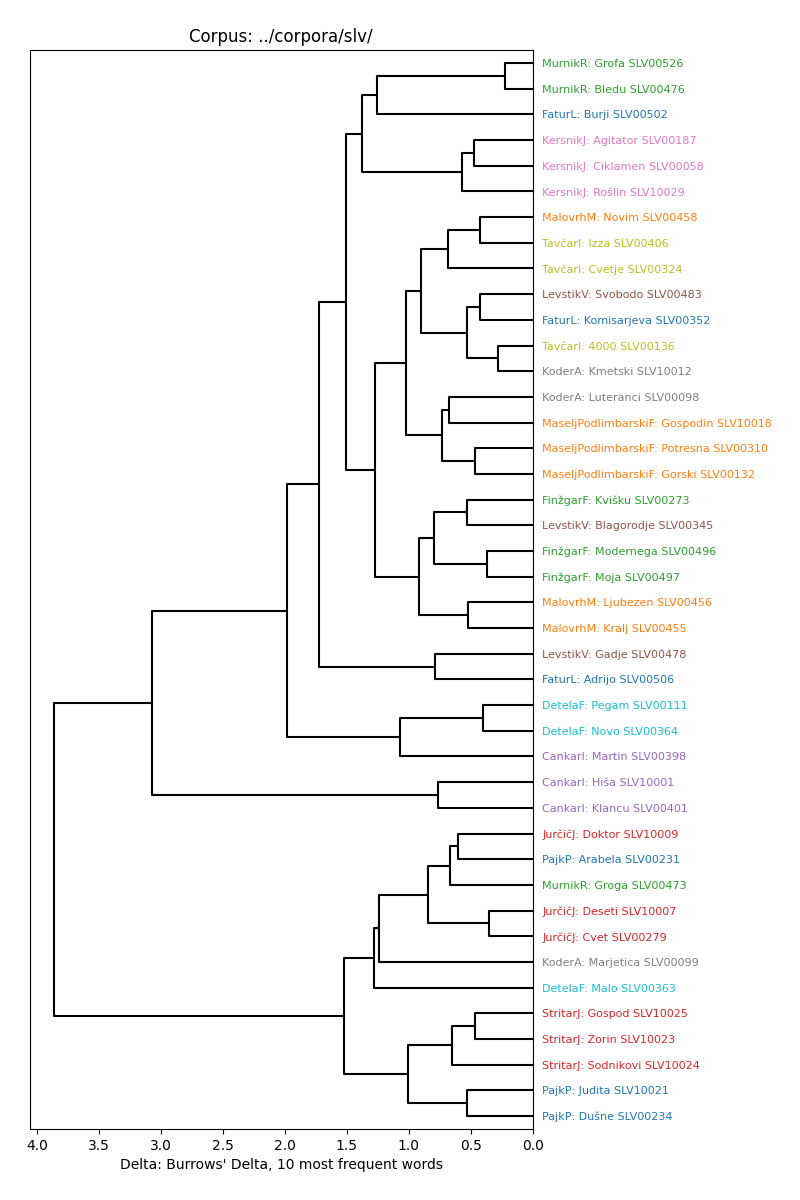 Corpus: ../corpora/slv/
MurnikR: Grofa SLV00526
MurnikR: Bledu SLV00476
FaturL: Burji SLV00502
KersnikJ: Agitator SLV00187
KersnikJ: Ciklamen SLV00058
KersnikJ: Rošlin SLV10029
MalovrhM: Novim SLV00458
TavčarI: Izza SLV00406
TavčarI: Cvetje SLV00324
LevstikV: Svobodo SLV00483
FaturL: Komisarjeva SLV00352
TavčarI: 4000 SLV00136
KoderA: Kmetski SLV10012
KoderA: Luteranci SLV00098
MaseljPodlimbarskiF: Gospodin SLV10018
MaseljPodlimbarskiF: Potresna SLV00310
MaseljPodlimbarskiF: Gorski SLV00132
FinžgarF: Kvišku SLV00273
LevstikV: Blagorodje SLV00345
FinžgarF: Modernega SLV00496
FinžgarF: Moja SLV00497
MalovrhM: Ljubezen SLV00456
MalovrhM: Kralj SLV00455
LevstikV: Gadje SLV00478
FaturL: Adrijo SLV00506
DetelaF: Pegam SLV00111
DetelaF: Novo SLV00364
CankarI: Martin SLV00398
CankarI: Hiša SLV10001
CankarI: Klancu SLV00401
JurčičJ: Doktor SLV10009
PajkP: Arabela SLV00231
MurnikR: Groga SLV00473
JurčičJ: Deseti SLV10007
JurčičJ: Cvet SLV00279
KoderA: Marjetica SLV00099
DetelaF: Malo SLV00363
StritarJ: Gospod SLV10025
StritarJ: Zorin SLV10023
StritarJ: Sodnikovi SLV10024
PajkP: Judita SLV10021
PajkP: Dušne SLV00234
4.0 3.5 3.0 2.5 2.0 1.5 1.0 0.5 0.0
Delta: Burrows' Delta, 10 most frequent words